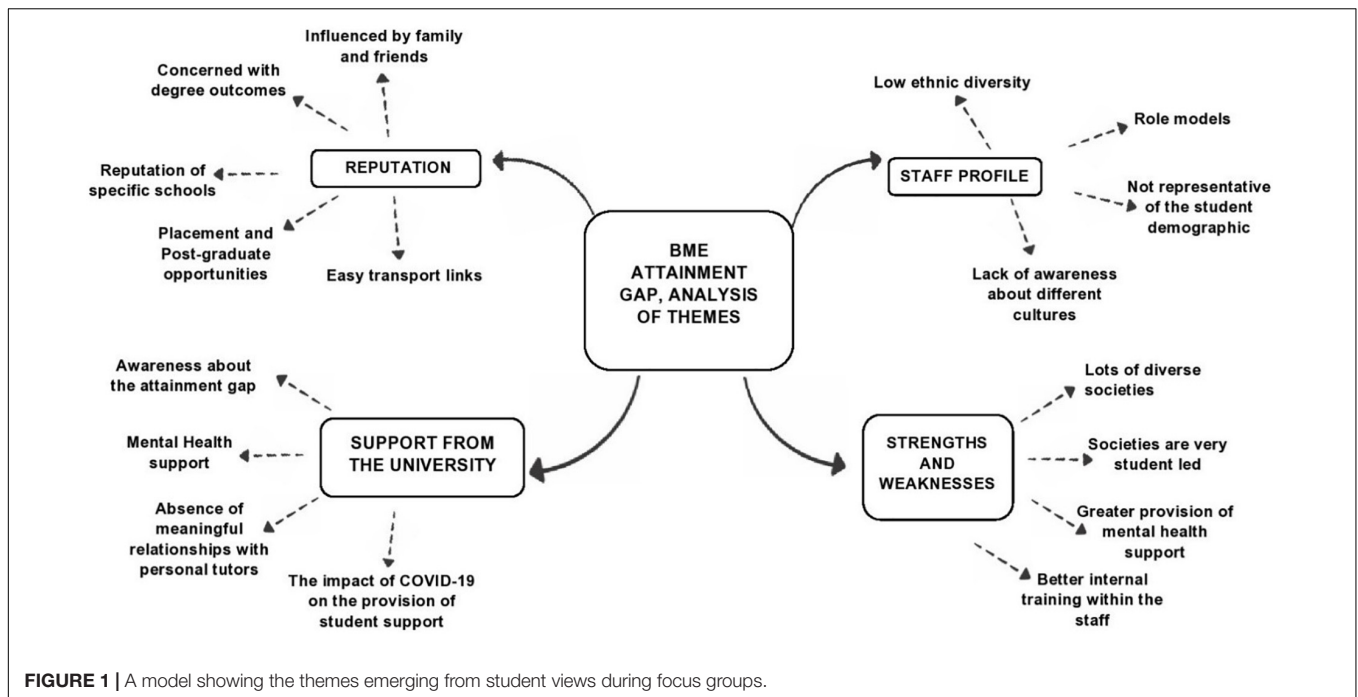 Influenced by family
and friends
Concerned with
degree outcomes
REPUTATION
Reputation of
specific schools
Placement and
Post-graduate
opportunities
Easy transport links
Low ethnic diversity
Role models
STAFF PROFILE
Not representative
of the student
demographic
Lack of awareness
about different
cultures
BME
ATTAINMENT
GAP, ANALYSIS
OF THEMES
Awareness about
the attainment gap
Mental Health
support
SUPPORT FROM
THE UNIVERSITY
Absence of
meaningful
relationships with
personal tutors
The impact of COVID-19
on the provision of
student support
Lots of diverse
societies
STRENGTHS
AND
WEAKNESSES
Societies are very
student led
Greater provision of
mental health
support
Better internal
training within the
staff
FIGURE 1 | A model showing the themes emerging from student views during focus groups.